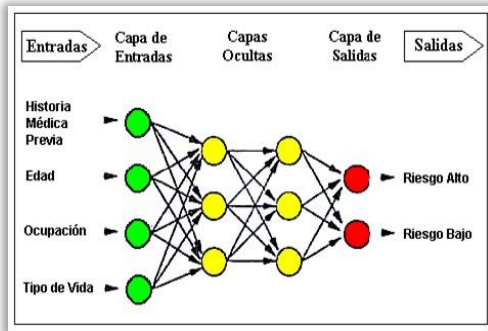 Entradas
Capa de
Entradas
Capas
Ocultas
Capa de
Salidas
Salidas
Historia
Médica
Previa
Edad
Ocupación
Tipo de Vida
Riesgo Alto
Riesgo Bajo